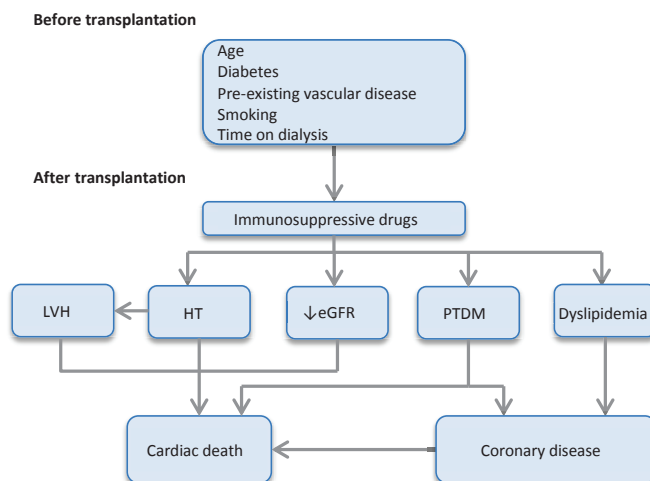 Before transplantation
Age
Diabetes
Pre-existing vascular disease
Smoking
Time on dialysis
After transplantation
Immunosuppressive drugs
LVH
HT
↓eGFR
PTDM
Dyslipidemia
Cardiac death
Coronary disease